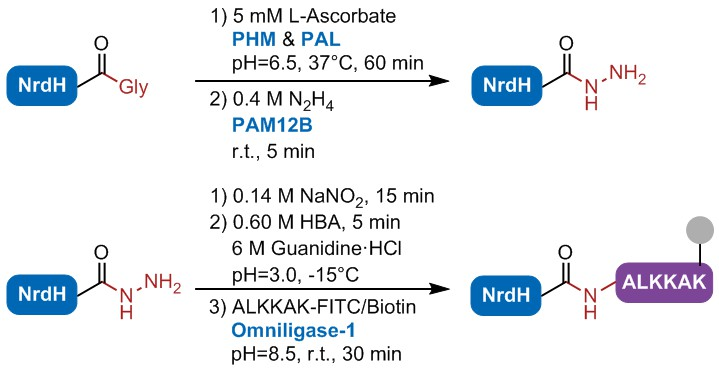 1) 5 mM L-Ascorbate
PHM & PAL
pH=6.5, 37°C, 60 min
2) 0.4 M N₂H₄
PAM12B
r.t., 5 min
NrdH
O
Gly
NrdH
O
N
H
NH₂
1) 0.14 M NaNO₂, 15 min
2) 0.60 M HBA, 5 min
6 M Guanidine·HCl
pH=3.0, -15°C
3) ALKKAK-FITC/Biotin
Omniligase-1
pH=8.5, r.t., 30 min
NrdH
O
N
H
NH₂
NrdH
O
N
H
ALKKAK